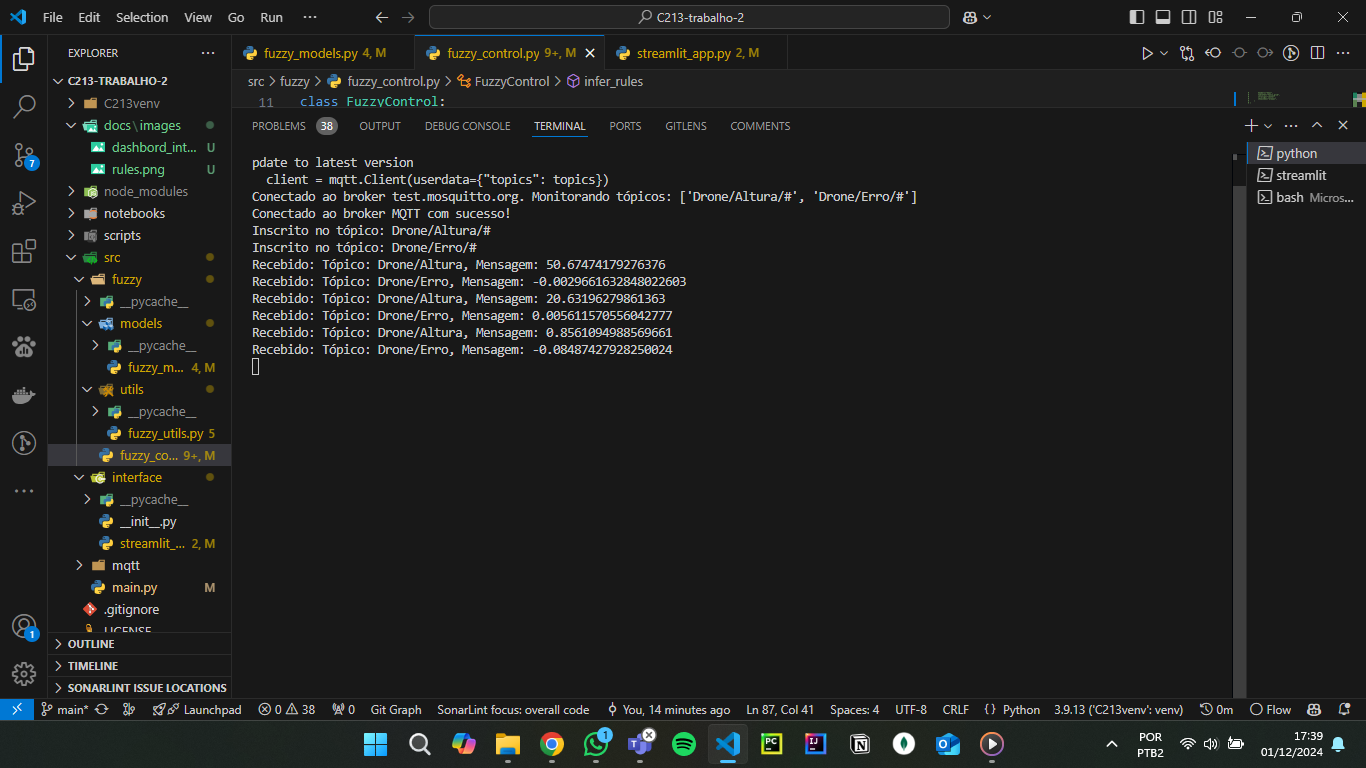 File Edit Selection View Go Run ··· C213-trabalho-2
EXPLORER
C213-TRABALHO-2
C213venv
docs\images
dashbord_int... U
rules.png U
node_modules
notebooks
scripts
src
fuzzy
__pycache__
models
__pycache__
fuzzy_m... 4, M
utils
__pycache__
fuzzy_utils.py 5
fuzzy_co... 9+, M
interface
__pycache__
__init__.py
streamlit_... 2, M
mqtt
main.py M
.gitignore
LICENSE
OUTLINE
TIMELINE
SONARLINT ISSUE LOCATIONS
7
1
fuzzy_models.py 4, M fuzzy_control.py 9+, M streamlit_app.py 2, M
src > fuzzy > fuzzy_control.py > FuzzyControl > infer_rules
11 class FuzzyControl:
PROBLEMS 38 OUTPUT DEBUG CONSOLE TERMINAL PORTS GITLENS COMMENTS
pdate to latest version
client = mqtt.Client(userdata={"topics": topics})
Conectado ao broker test.mosquitto.org. Monitorando tópicos: ['Drone/Altura/#', 'Drone/Erro/#']
Conectado ao broker MQTT com sucesso!
Inscrito no tópico: Drone/Altura/#
Inscrito no tópico: Drone/Erro/#
Recebido: Tópico: Drone/Altura, Mensagem: 50.67474179276376
Recebido: Tópico: Drone/Erro, Mensagem: -0.0029661632848022603
Recebido: Tópico: Drone/Altura, Mensagem: 20.63196279861363
Recebido: Tópico: Drone/Erro, Mensagem: 0.005611570556042777
Recebido: Tópico: Drone/Altura, Mensagem: 0.8561094988569661
Recebido: Tópico: Drone/Erro, Mensagem: -0.08487427928250024
python
streamlit
bash Micros...
main* Launchpad 0 38 0 Git Graph SonarLint focus: overall code You, 14 minutes ago Ln 87, Col 41 Spaces: 4 UTF-8 CRLF Python 3.9.13 ('C213venv': venv) 0m Flow
1
PC
IJ
POR
PTB2
17:39
01/12/2024